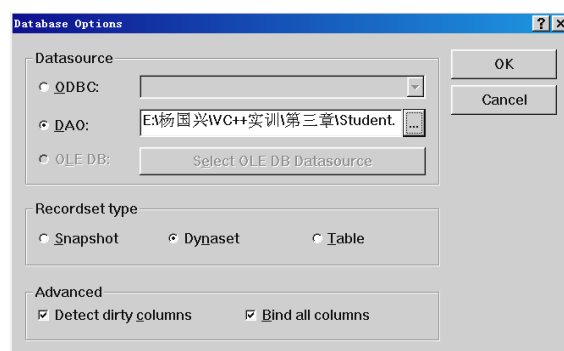 Database Options
Datasource
ODBC:
DAO:
E:\杨国兴\VC++实训\第三章\Student.
...
OLE DB:
Select OLE DB Datasource
OK
Cancel
Recordset type
Snapshot
Dynaset
Table
Advanced
Detect dirty columns
Bind all columns